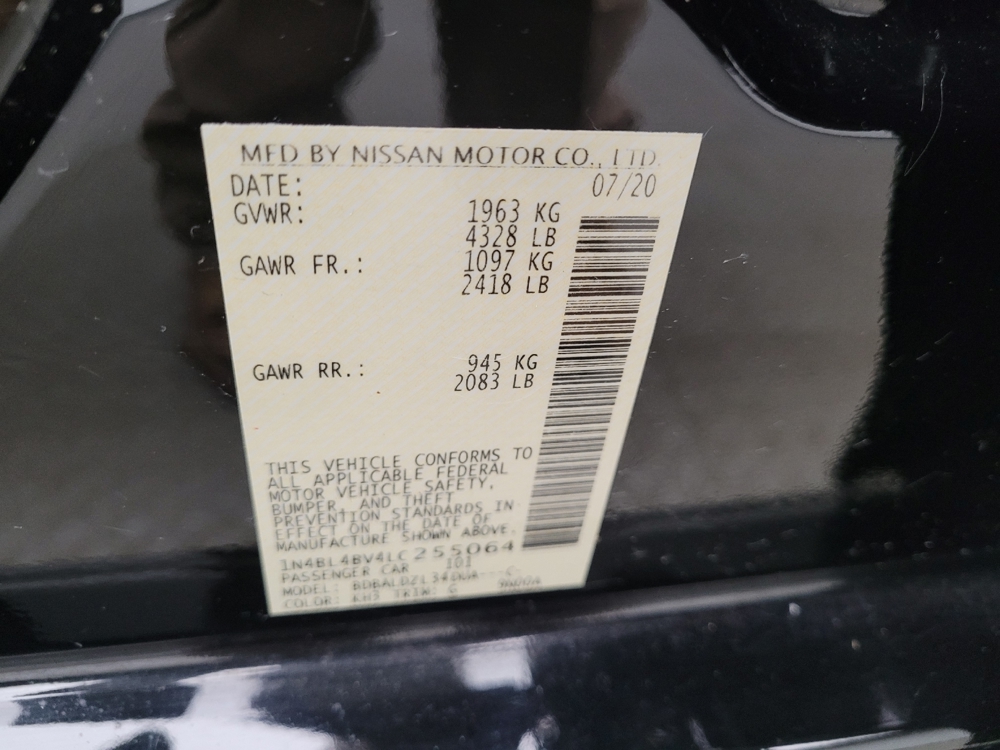 MFD BY NISSAN MOTOR CO., LTD.
DATE: 07/20
GVWR: 1963 KG
4328 LB
GAWR FR.: 1097 KG
2418 LB
GAWR RR.: 945 KG
2083 LB
THIS VEHICLE CONFORMS TO
ALL APPLICABLE FEDERAL
MOTOR VEHICLE SAFETY,
BUMPER, AND THEFT
PREVENTION STANDARDS IN
EFFECT ON THE DATE OF
MANUFACTURE SHOWN ABOVE.
1N4BL4BV4LC255064
PASSENGER CAR 101
MODEL:
COLOR: KH3 TRIM: G